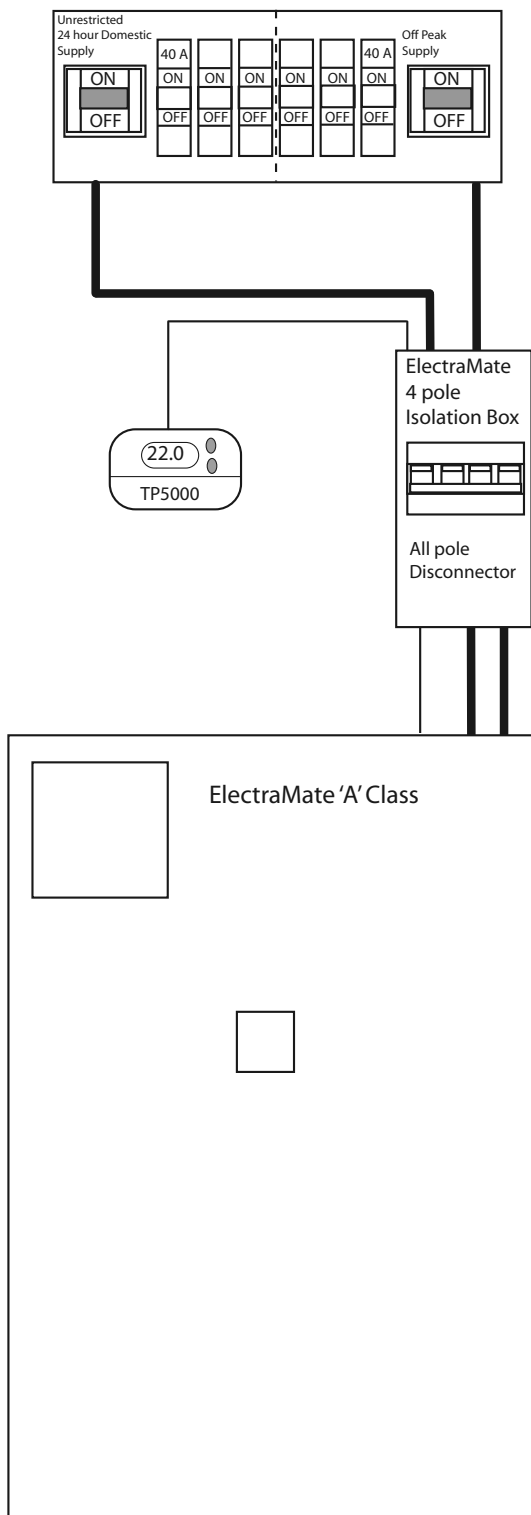 Unrestricted
24 hour Domestic
Supply
Off Peak
Supply
40 A
40 A
ON
ON
ON
ON
ON
ON
ON
ON
OFF
OFF
OFF
OFF
OFF
OFF
OFF
OFF
ElectraMate
4 pole
Isolation Box
22.0
TP5000
All pole
Disconnector
ElectraMate ‘A’ Class